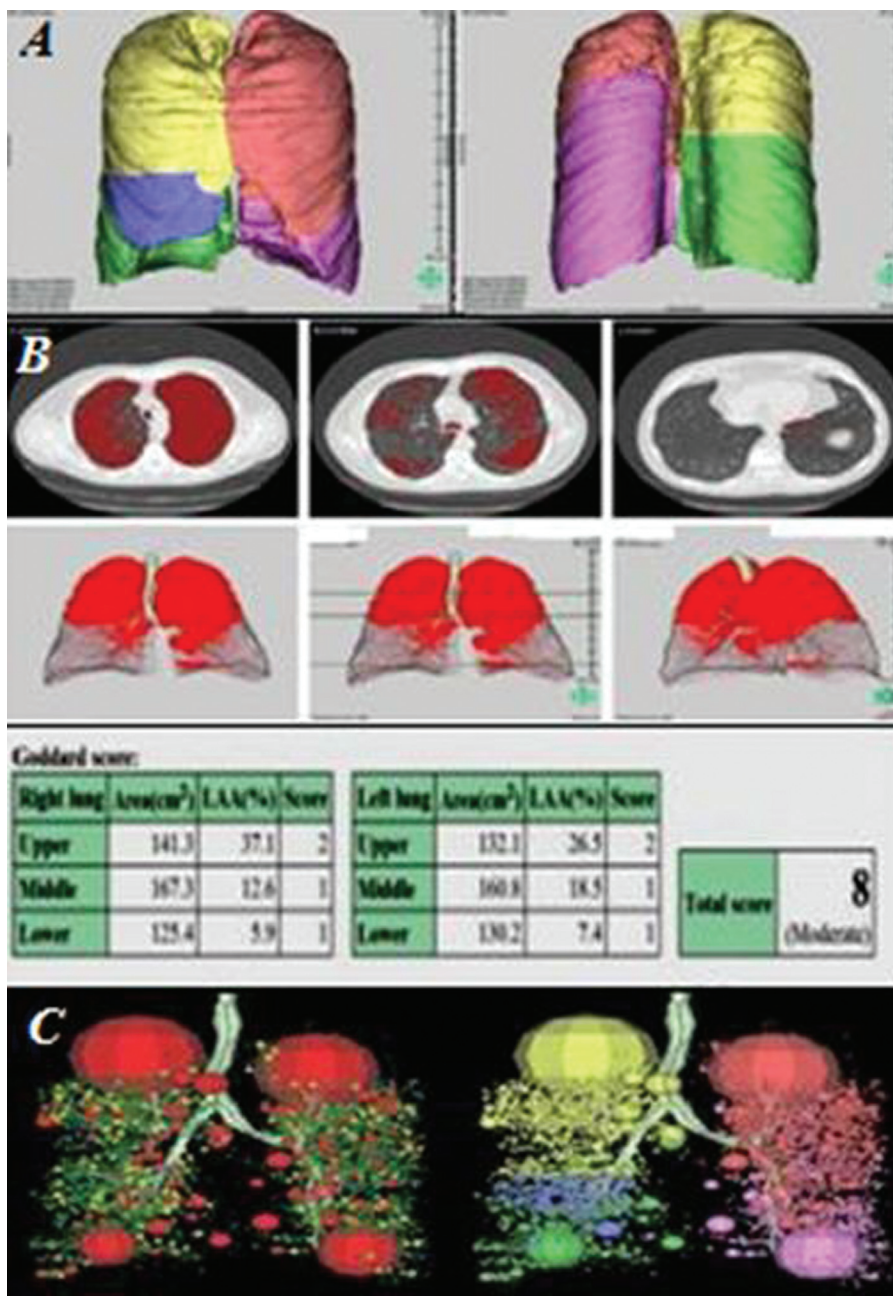 A
B
Goddard score:
Right lung Area(cm²) LAA(%) Score
Upper 141.3 37.1 2
Middle 167.3 12.6 1
Lower 125.4 5.9 1
Left lung Area(cm²) LAA(%) Score
Upper 132.1 26.5 2
Middle 160.8 18.5 1
Lower 130.2 7.4 1
Total score 8
(Moderate)
C